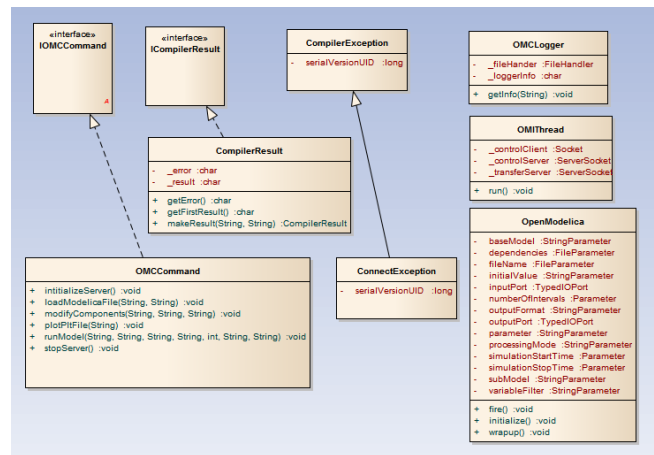 «interface»
IOMCCommand
A
«interface»
ICompilerResult
CompilerException
- serialVersionUID :long
OMCLogger
- _fileHander :FileHandler
- _loggerInfo :char
+ getInfo(String) :void
OMIThread
- _controlClient :Socket
- _controlServer :ServerSocket
- _transferServer :ServerSocket
+ run() :void
CompilerResult
- _error :char
- _result :char
+ getError() :char
+ getFirstResult() :char
+ makeResult(String, String) :CompilerResult
OMCCommand
+ intitializeServer() :void
+ loadModelicaFile(String, String) :void
+ modifyComponents(String, String, String) :void
+ plotPltFile(String) :void
+ runModel(String, String, String, String, int, String, String) :void
+ stopServer() :void
ConnectException
- serialVersionUID :long
OpenModelica
- baseModel :StringParameter
- dependencies :FileParameter
- fileName :FileParameter
- initialValue :StringParameter
- inputPort :TypedIOPort
- numberOfIntervals :Parameter
- outputFormat :StringParameter
- outputPort :TypedIOPort
- parameter :StringParameter
- processingMode :StringParameter
- simulationStartTime :Parameter
- simulationStopTime :Parameter
- subModel :StringParameter
- variableFilter :StringParameter
+ fire() :void
+ initialize() :void
+ wrapup() :void